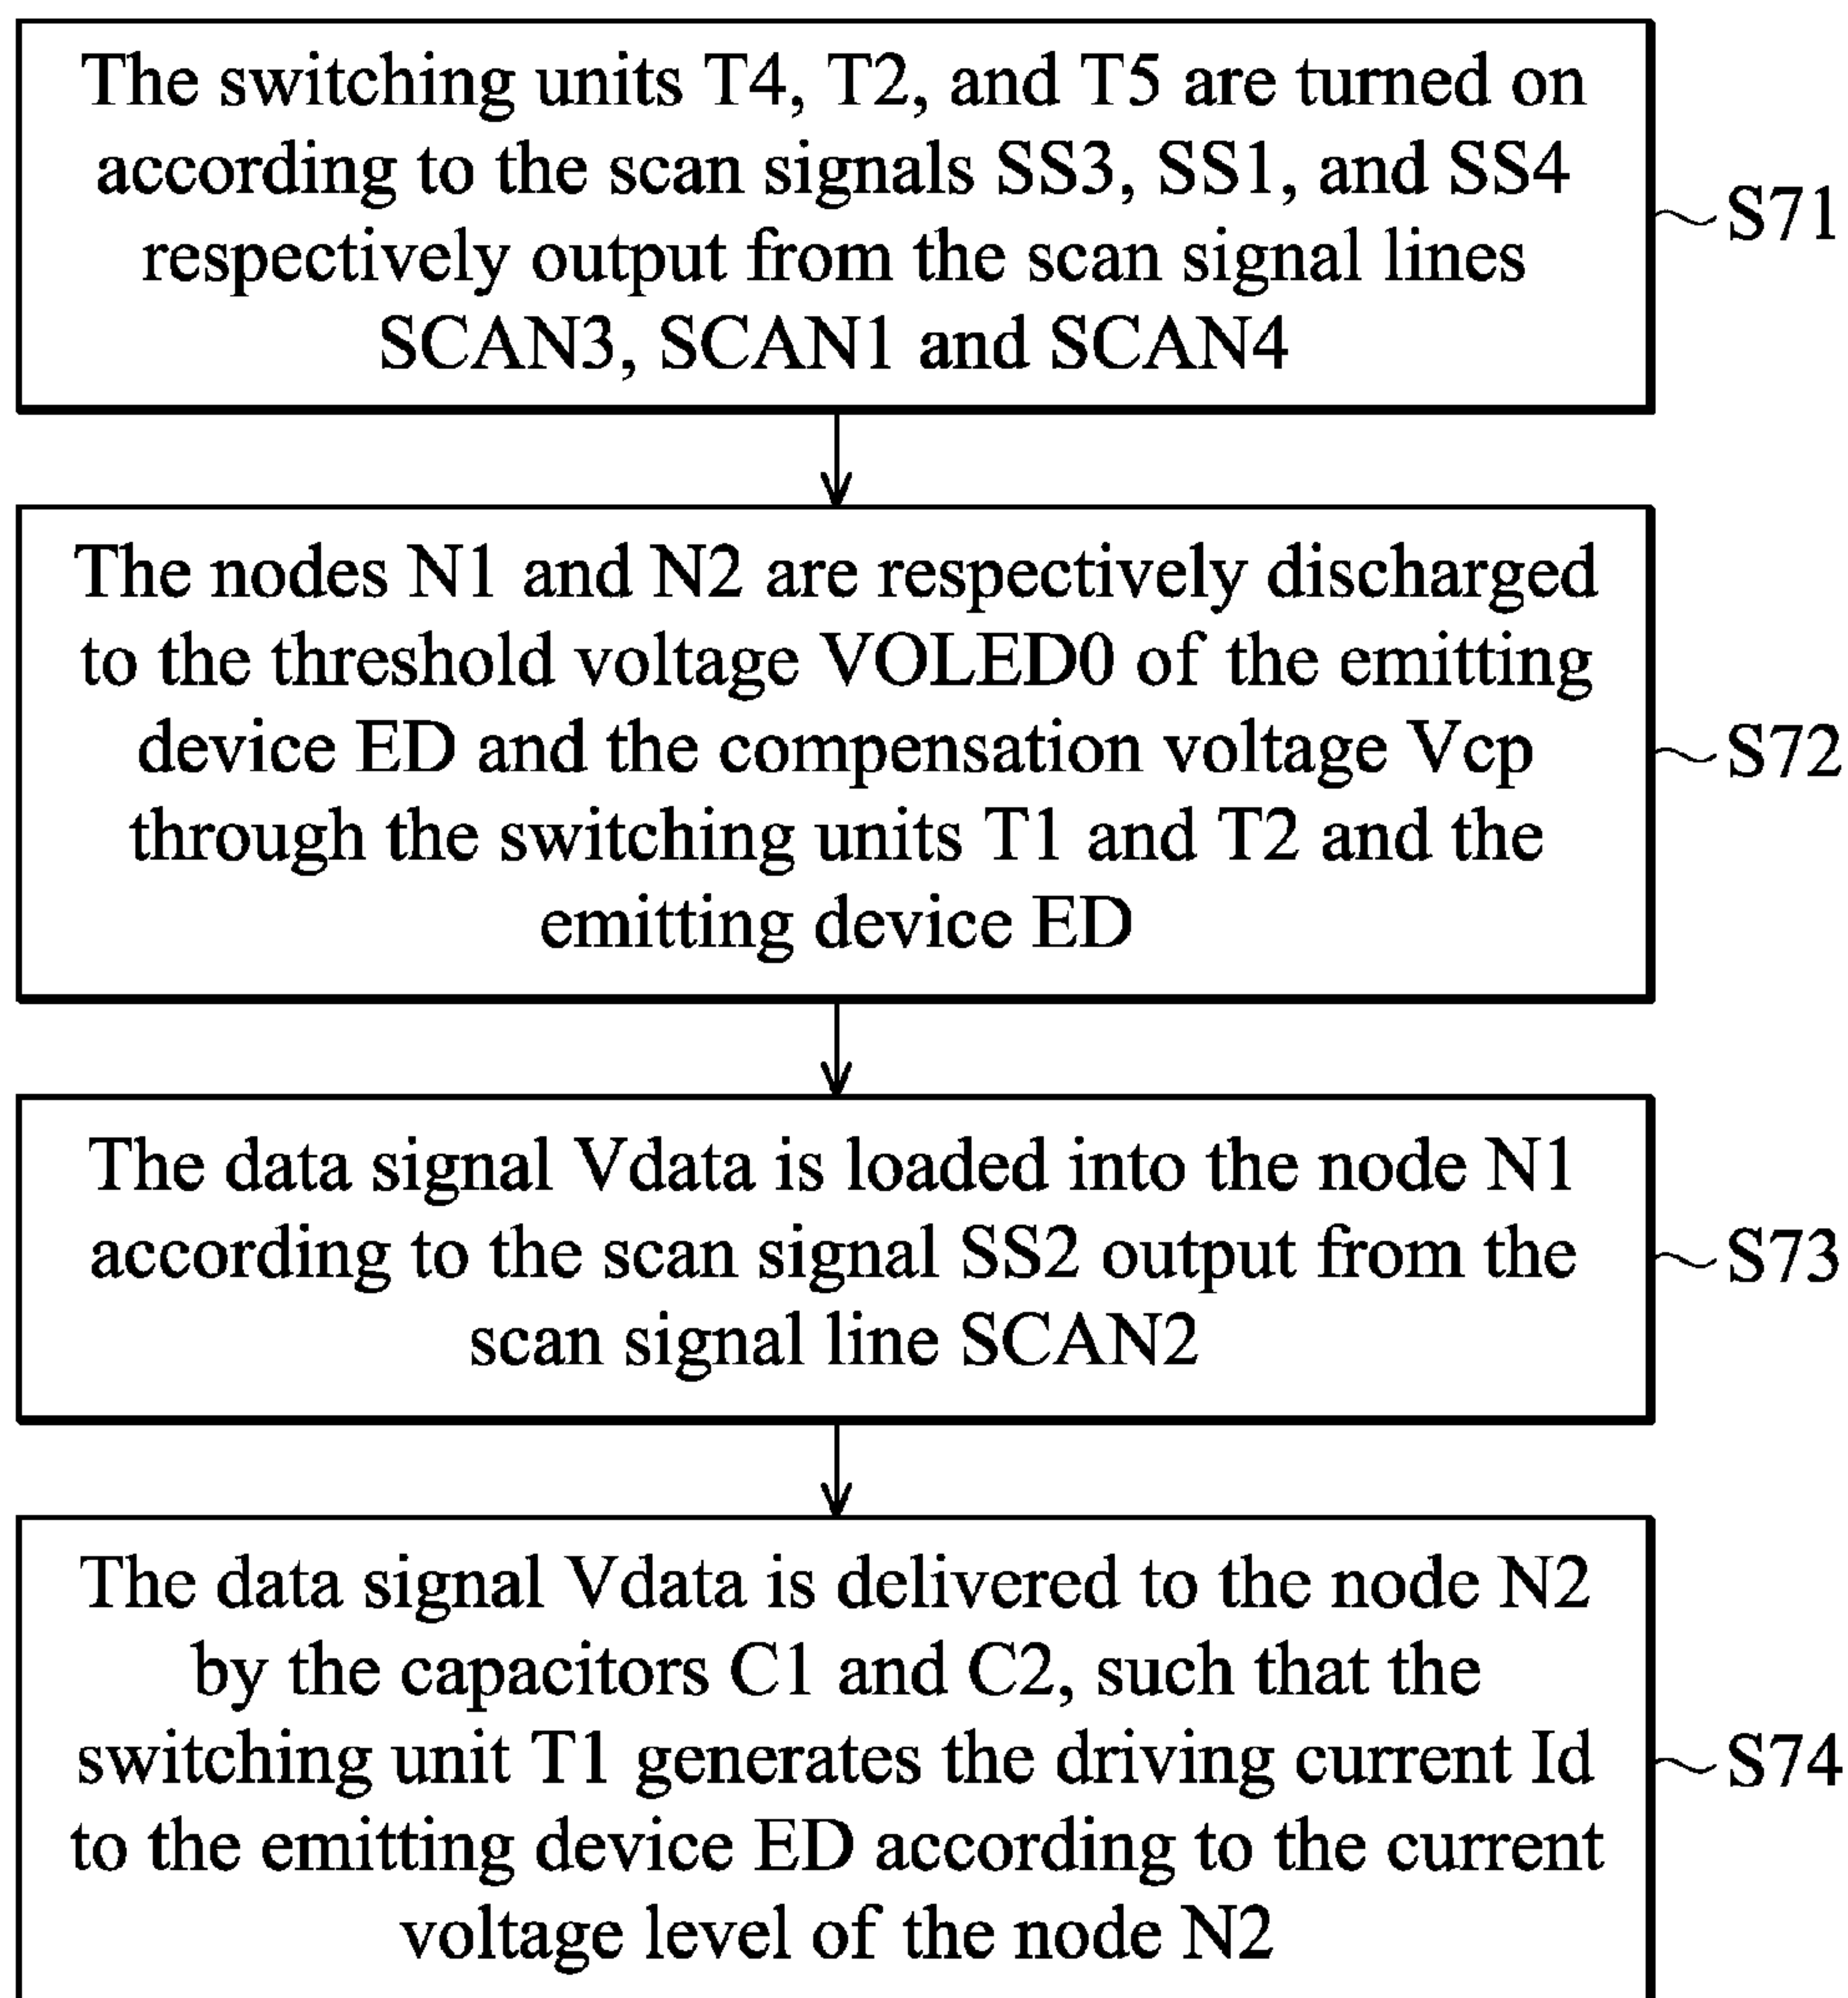 The switching units T4, T2, and T5 are turned on
according to the scan signals SS3, SS1, and SS4
respectively output from the scan signal lines
SCAN3, SCAN1 and SCAN4
S71
The nodes N1 and N2 are respectively discharged
to the threshold voltage VOLED0 of the emitting
device ED and the compensation voltage Vcp
through the switching units T1 and T2 and the
emitting device ED
S72
The data signal Vdata is loaded into the node N1
according to the scan signal SS2 output from the
scan signal line SCAN2
S73
The data signal Vdata is delivered to the node N2
by the capacitors C1 and C2, such that the
switching unit T1 generates the driving current Id
to the emitting device ED according to the current
voltage level of the node N2
S74